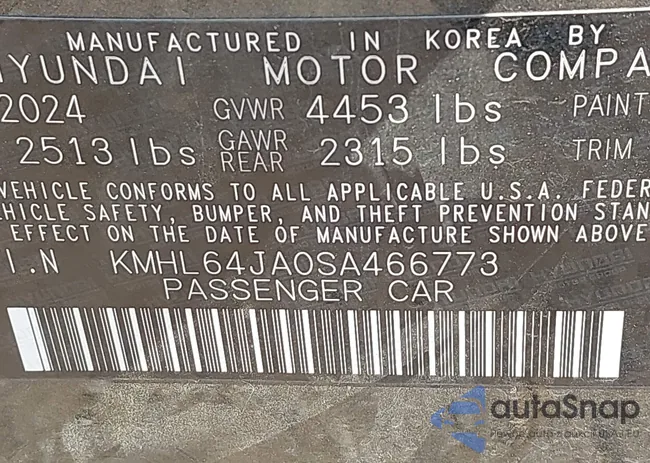 MANUFACTURED IN KOREA BY
HYUNDAI MOTOR COMPA
2024 GVWR 4453 lbs PAINT
2513 lbs GAWR REAR 2315 lbs TRIM
VEHICLE CONFORMS TO ALL APPLICABLE U.S.A. FEDER
EHICLE SAFETY, BUMPER, AND THEFT PREVENTION STAN
EFFECT ON THE DATE OF MANUFACTURE SHOWN ABOVE
I.N KMHL64JA0SA466773
PASSENGER CAR
autoSnap